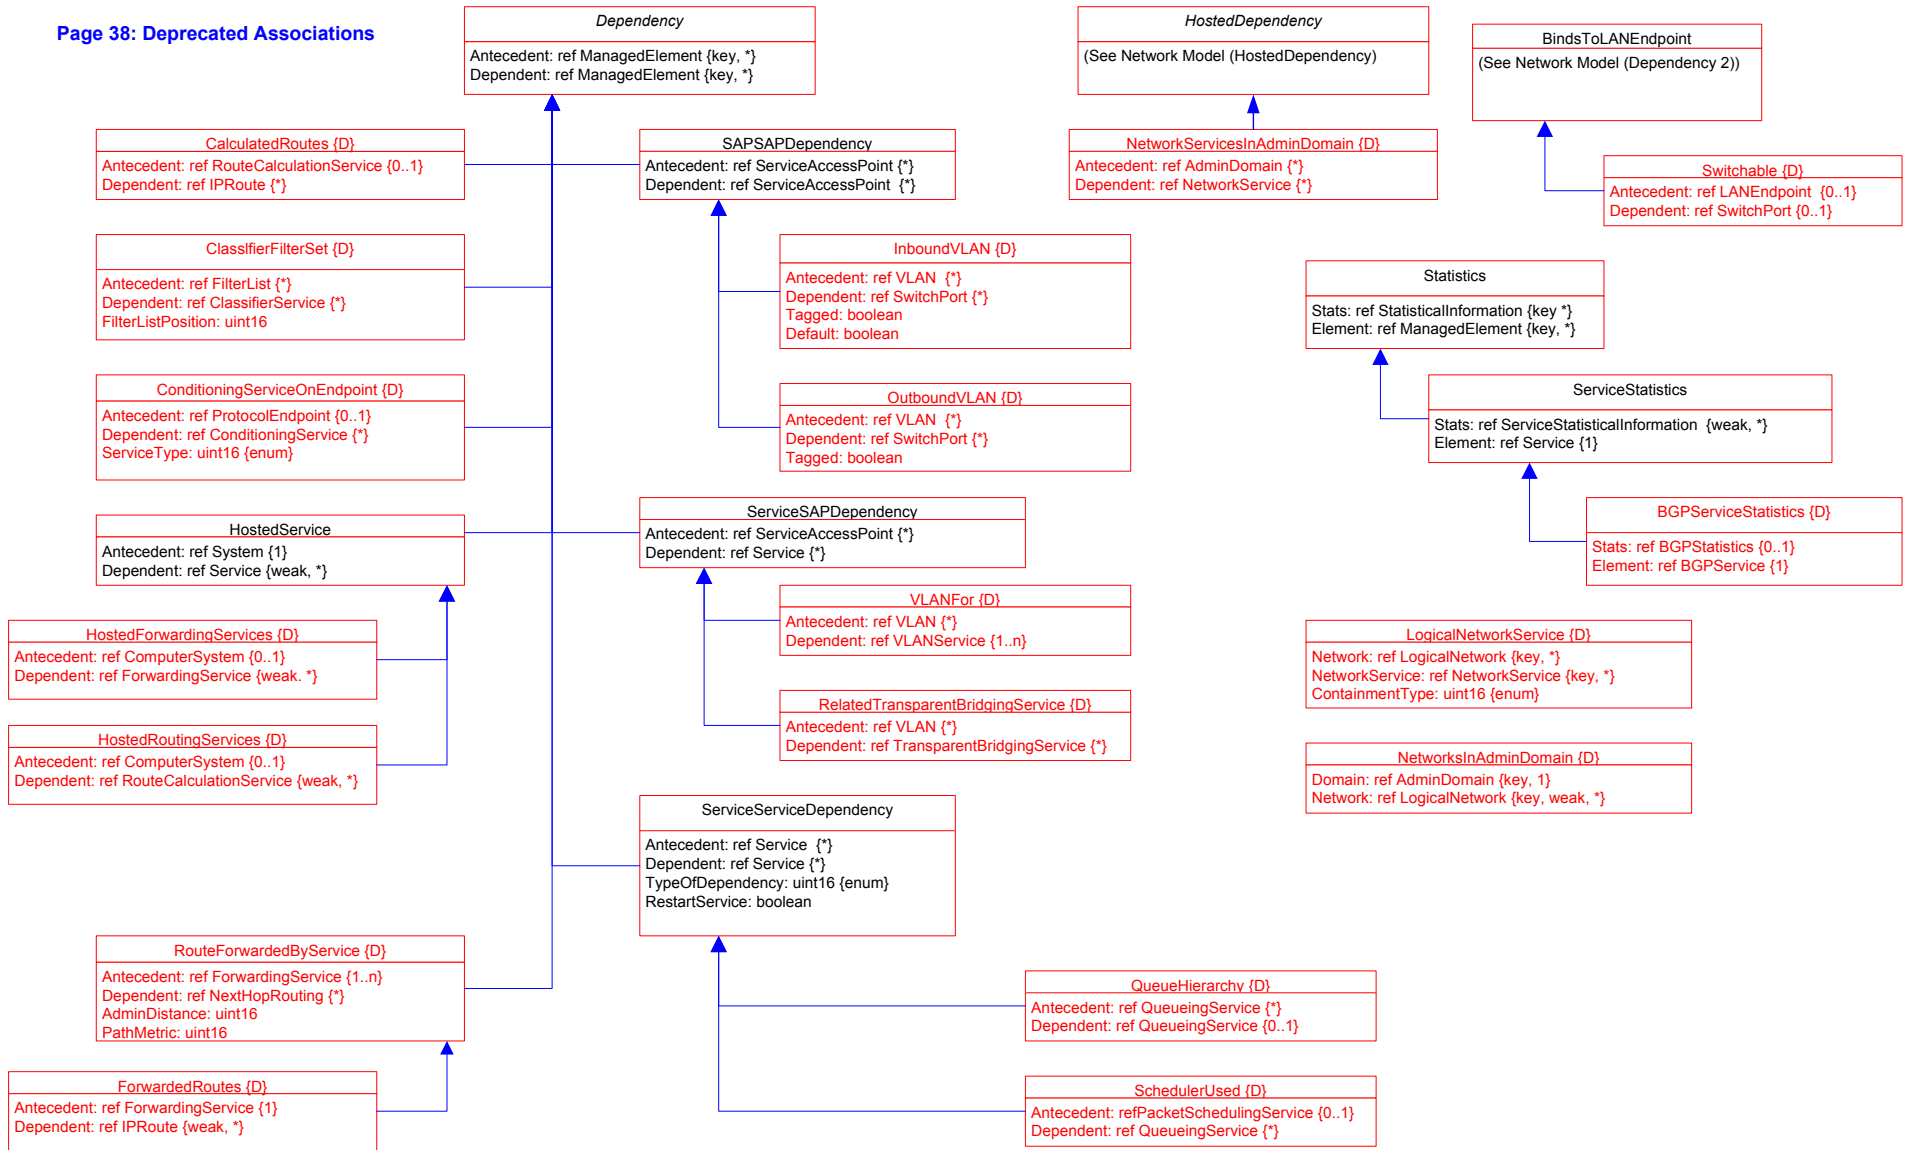 Page 38: Deprecated Associations
Dependency
Antecedent: ref ManagedElement {key, *}
Dependent: ref ManagedElement {key, *}
HostedDependency
(See Network Model (HostedDependency)
BindsToLANEndpoint
(See Network Model (Dependency 2))
CalculatedRoutes {D}
Antecedent: ref RouteCalculationService {0..1}
Dependent: ref IPRoute {*}
SAPSAPDependency
Antecedent: ref ServiceAccessPoint {*}
Dependent: ref ServiceAccessPoint  {*}
NetworkServicesInAdminDomain {D}
Antecedent: ref AdminDomain {*}
Dependent: ref NetworkService {*}
Switchable {D}
Antecedent: ref LANEndpoint  {0..1}
Dependent: ref SwitchPort {0..1}
ClassIfierFilterSet {D}
Antecedent: ref FilterList {*}
Dependent: ref ClassifierService {*}
FilterListPosition: uint16
InboundVLAN {D}
Antecedent: ref VLAN  {*}
Dependent: ref SwitchPort {*}
Tagged: boolean
Default: boolean
Statistics
Stats: ref StatisticalInformation {key *}
Element: ref ManagedElement {key, *}
ConditioningServiceOnEndpoint {D}
Antecedent: ref ProtocolEndpoint {0..1}
Dependent: ref ConditioningService {*}
ServiceType: uint16 {enum}
OutboundVLAN {D}
Antecedent: ref VLAN  {*}
Dependent: ref SwitchPort {*}
Tagged: boolean
ServiceStatistics
Stats: ref ServiceStatisticalInformation  {weak, *}
Element: ref Service {1}
HostedService
Antecedent: ref System {1}
Dependent: ref Service {weak, *}
ServiceSAPDependency
Antecedent: ref ServiceAccessPoint {*}
Dependent: ref Service {*}
BGPServiceStatistics {D}
Stats: ref BGPStatistics {0..1}
Element: ref BGPService {1}
HostedForwardingServices {D}
Antecedent: ref ComputerSystem {0..1}
Dependent: ref ForwardingService {weak. *}
VLANFor {D}
Antecedent: ref VLAN {*}
Dependent: ref VLANService {1..n}
LogicalNetworkService {D}
Network: ref LogicalNetwork {key, *}
NetworkService: ref NetworkService {key, *}
ContainmentType: uint16 {enum}
HostedRoutingServices {D}
Antecedent: ref ComputerSystem {0..1}
Dependent: ref RouteCalculationService {weak, *}
RelatedTransparentBridgingService {D}
Antecedent: ref VLAN {*}
Dependent: ref TransparentBridgingService {*}
NetworksInAdminDomain {D}
Domain: ref AdminDomain {key, 1}
Network: ref LogicalNetwork {key, weak, *}
ServiceServiceDependency
Antecedent: ref Service  {*}
Dependent: ref Service {*}
TypeOfDependency: uint16 {enum}
RestartService: boolean
RouteForwardedByService {D}
Antecedent: ref ForwardingService {1..n}
Dependent: ref NextHopRouting {*}
AdminDistance: uint16
PathMetric: uint16
QueueHierarchy {D}
Antecedent: ref QueueingService {*}
Dependent: ref QueueingService {0..1}
ForwardedRoutes {D}
Antecedent: ref ForwardingService {1}
Dependent: ref IPRoute {weak, *}
SchedulerUsed {D}
Antecedent: refPacketSchedulingService {0..1}
Dependent: ref QueueingService {*}